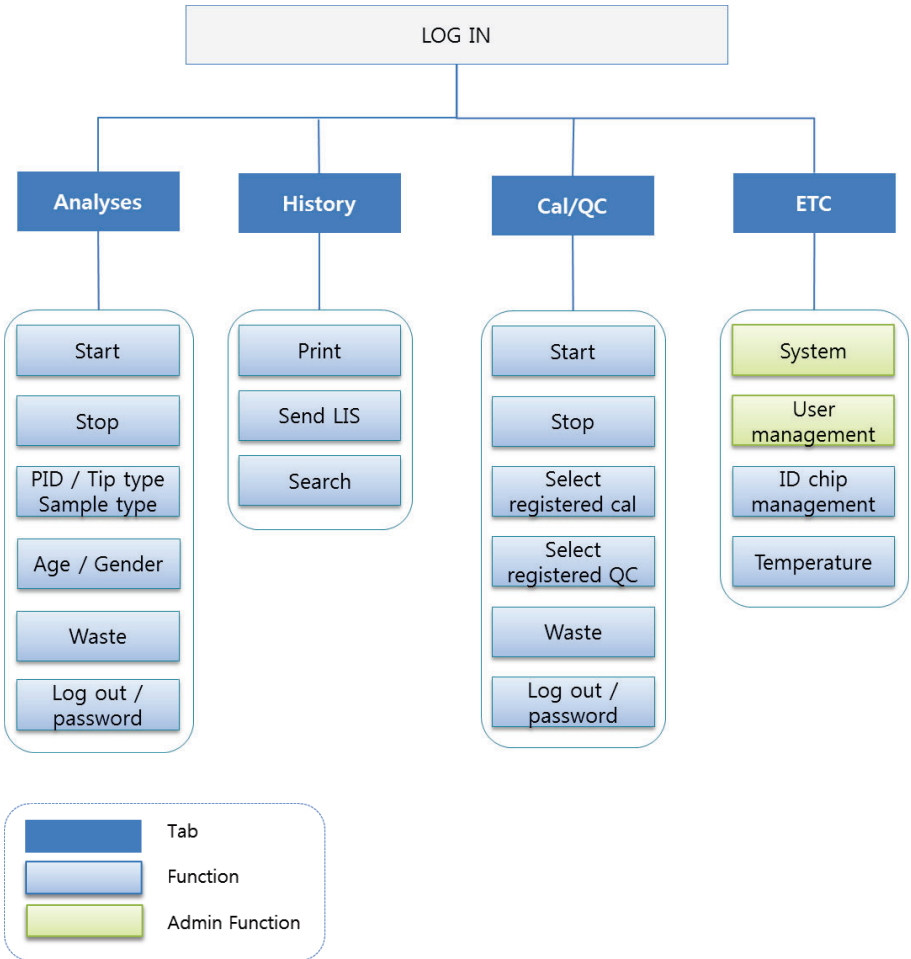 LOG IN
Analyses
History
Cal/QC
ETC
Start
Stop
PID / Tip type
Sample type
Age / Gender
Waste
Log out /
password
Print
Send LIS
Search
Start
Stop
Select
registered cal
Select
registered QC
Waste
Log out /
password
System
User
management
ID chip
management
Temperature
Tab
Function
Admin Function